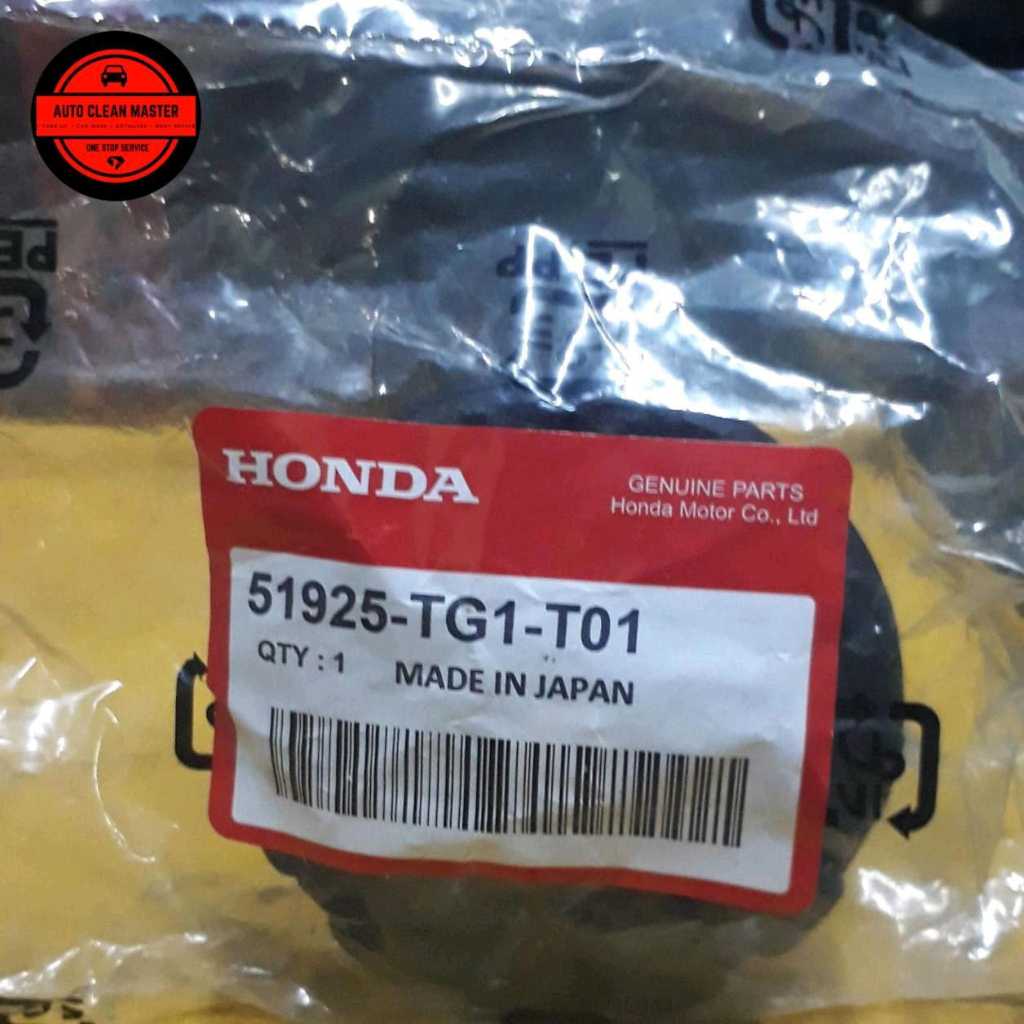 AUTO CLEAN MASTER
ONE STOP SERVICE
PE
HONDA
GENUINE PARTS
Honda Motor Co., Ltd
51925-TG1-T01
QTY : 1
MADE IN JAPAN